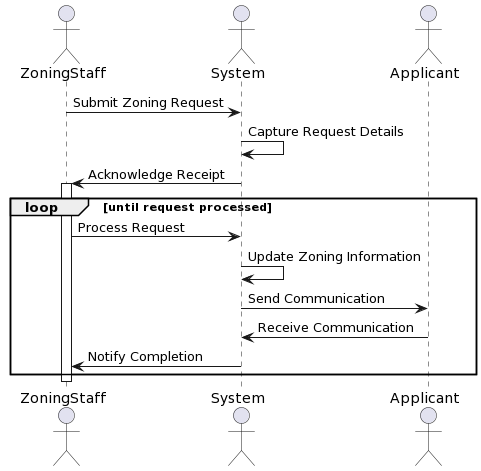 ZoningStaff System Applicant
Submit Zoning Request
Capture Request Details
Acknowledge Receipt
loop [until request processed]
Process Request
Update Zoning Information
Send Communication
Receive Communication
Notify Completion
ZoningStaff System Applicant